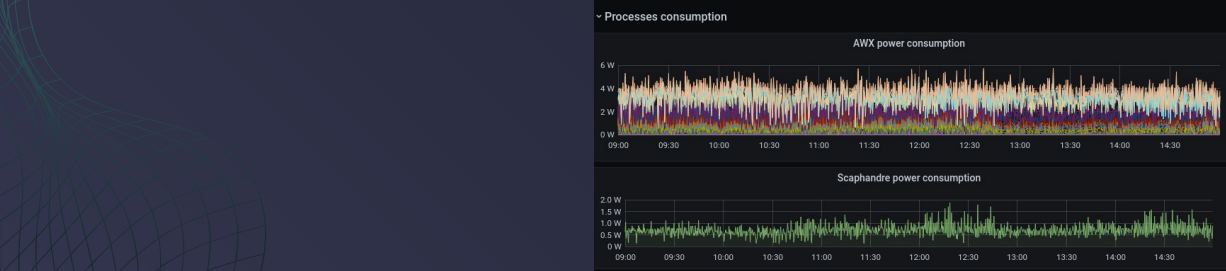 Processes consumption
AWX power consumption
6 W
4 W
2 W
0 W
09:00 09:30 10:00 10:30 11:00 11:30 12:00 12:30 13:00 13:30 14:00 14:30
Scaphandre power consumption
2.0 W
1.5 W
1.0 W
0.5 W
0 W
09:00 09:30 10:00 10:30 11:00 11:30 12:00 12:30 13:00 13:30 14:00 14:30